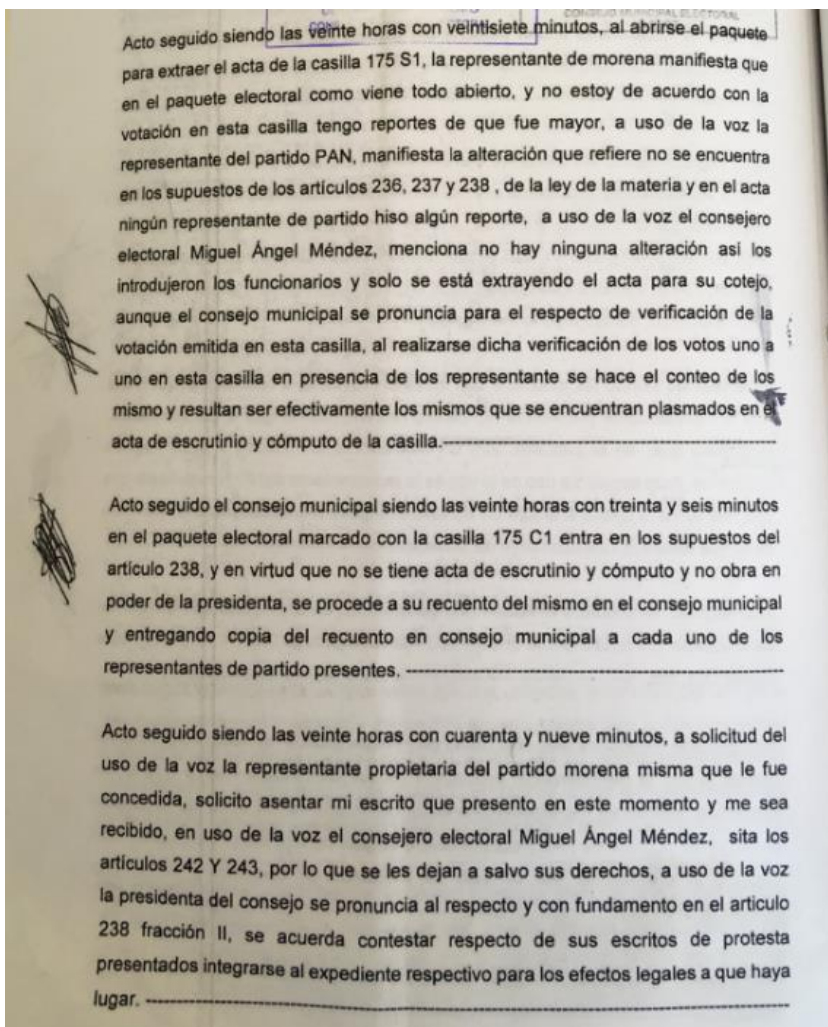 CONSEJO MUNICIPAL ELECTORAL
Acto seguido siendo las veinte horas con veintisiete minutos, al abrirse el paquete
para extraer el acta de la casilla 175 S1, la representante de morena manifiesta que
en el paquete electoral como viene todo abierto, y no estoy de acuerdo con la
votación en esta casilla tengo reportes de que fue mayor, a uso de la voz la
representante del partido PAN, manifiesta la alteración que refiere no se encuentra
en los supuestos de los artículos 236, 237 y 238 , de la ley de la materia y en el acta
ningún representante de partido hiso algún reporte, a uso de la voz el consejero
electoral Miguel Ángel Méndez, menciona no hay ninguna alteración asi los
introdujeron los funcionarios y solo se está extrayendo el acta para su cotejo,
aunque el consejo municipal se pronuncia para el respecto de verificación de la
votación emitida en esta casilla, al realizarse dicha verificación de los votos uno a
uno en esta casilla en presencia de los representante se hace el conteo de los
mismo y resultan ser efectivamente los mismos que se encuentran plasmados en el
acta de escrutinio y cómputo de la casilla.-----------------------------------------------
Acto seguido el consejo municipal siendo las veinte horas con treinta y seis minutos
en el paquete electoral marcado con la casilla 175 C1 entra en los supuestos del
artículo 238, y en virtud que no se tiene acta de escrutinio y cómputo y no obra en
poder de la presidenta, se procede a su recuento del mismo en el consejo municipal
y entregando copia del recuento en consejo municipal a cada uno de los
representantes de partido presentes. -----------------------------------------------------
Acto seguido siendo las veinte horas con cuarenta y nueve minutos, a solicitud del
uso de la voz la representante propietaria del partido morena misma que le fue
concedida, solicito asentar mi escrito que presento en este momento y me sea
recibido, en uso de la voz el consejero electoral Miguel Ángel Méndez, sita los
artículos 242 Y 243, por lo que se les dejan a salvo sus derechos, a uso de la voz
la presidenta del consejo se pronuncia al respecto y con fundamento en el articulo
238 fracción II, se acuerda contestar respecto de sus escritos de protesta
presentados integrarse al expediente respectivo para los efectos legales a que haya
lugar. ---------------------------------------------------------------------------------------